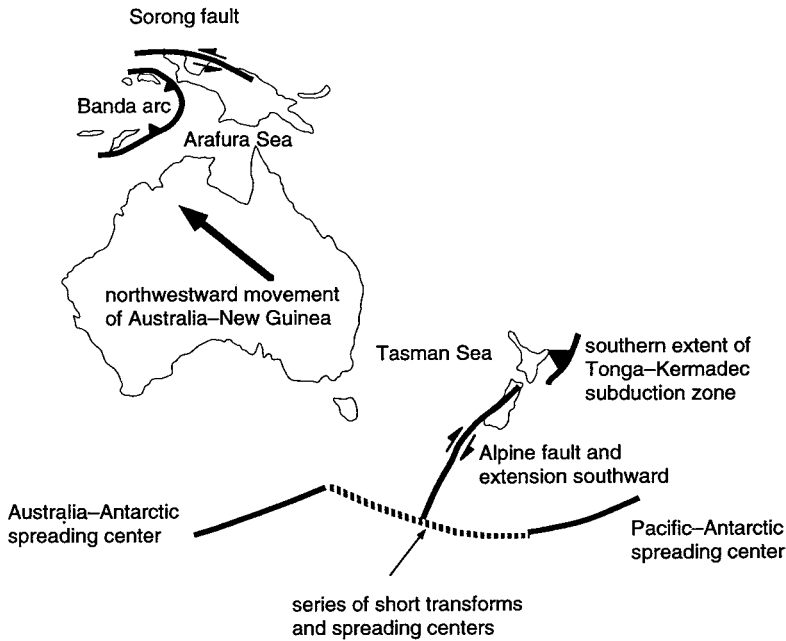 Sorong fault
Banda arc
Arafura Sea
northwestward movement
of Australia–New Guinea
Tasman Sea
southern extent of
Tonga–Kermadec
subduction zone
Alpine fault and
extension southward
Australia–Antarctic
spreading center
Pacific–Antarctic
spreading center
series of short transforms
and spreading centers